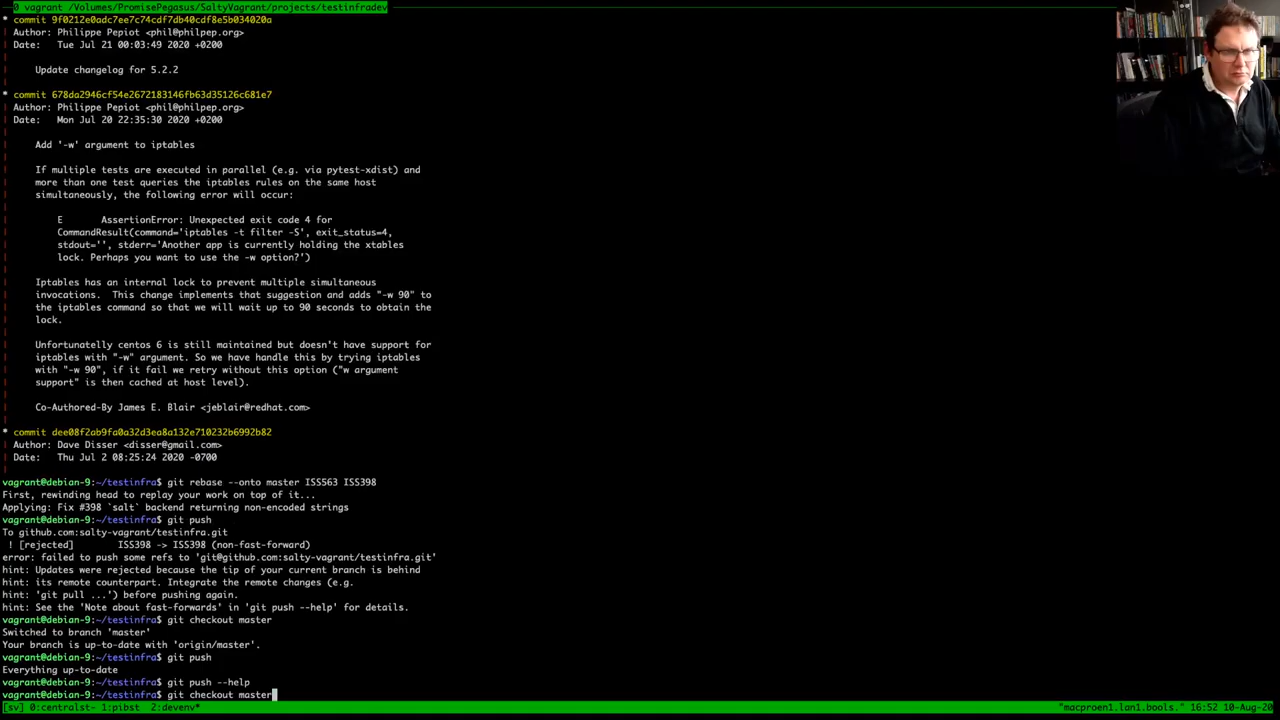 0 vagrant /Volumes/PromisePegasus/SaltyVagrant/projects/testinfradev
* commit 9f0212e0adc7ee7c74cdf7db40cdf8e5b034020a
| Author: Philippe Pepiot <phil@philpep.org>
| Date:   Tue Jul 21 00:03:49 2020 +0200
|
|     Update changelog for 5.2.2
|
* commit 678da2946cf54e2672183146fb63d35126c681e7
| Author: Philippe Pepiot <phil@philpep.org>
| Date:   Mon Jul 20 22:35:30 2020 +0200
|
|     Add '-w' argument to iptables
|
|     If multiple tests are executed in parallel (e.g. via pytest-xdist) and
|     more than one test queries the iptables rules on the same host
|     simultaneously, the following error will occur:
|
|         E       AssertionError: Unexpected exit code 4 for
|         CommandResult(command='iptables -t filter -S', exit_status=4,
|         stdout='', stderr='Another app is currently holding the xtables
|         lock. Perhaps you want to use the -w option?')
|
|     Iptables has an internal lock to prevent multiple simultaneous
|     invocations.  This change implements that suggestion and adds "-w 90" to
|     the iptables command so that we will wait up to 90 seconds to obtain the
|     lock.
|
|     Unfortunatelly centos 6 is still maintained but doesn't have support for
|     iptables with "-w" argument. So we have handle this by trying iptables
|     with "-w 90", if it fail we retry without this option ("w argument
|     support" is then cached at host level).
|
|     Co-Authored-By James E. Blair <jeblair@redhat.com>
|
* commit dee08f2ab9fa0a32d3ea8a132e710232b6992b82
| Author: Dave Disser <disser@gmail.com>
| Date:   Thu Jul 2 08:25:24 2020 -0700
|
vagrant@debian-9:~/testinfra$ git rebase --onto master ISS563 ISS398
First, rewinding head to replay your work on top of it...
Applying: Fix #398 `salt` backend returning non-encoded strings
vagrant@debian-9:~/testinfra$ git push
To github.com:salty-vagrant/testinfra.git
 ! [rejected]        ISS398 -> ISS398 (non-fast-forward)
error: failed to push some refs to 'git@github.com:salty-vagrant/testinfra.git'
hint: Updates were rejected because the tip of your current branch is behind
hint: its remote counterpart. Integrate the remote changes (e.g.
hint: 'git pull ...') before pushing again.
hint: See the 'Note about fast-forwards' in 'git push --help' for details.
vagrant@debian-9:~/testinfra$ git checkout master
Switched to branch 'master'
Your branch is up-to-date with 'origin/master'.
vagrant@debian-9:~/testinfra$ git push
Everything up-to-date
vagrant@debian-9:~/testinfra$ git push --help
vagrant@debian-9:~/testinfra$ git checkout master
[sv] 0:centralst- 1:pibst  2:devenv* "macproen1.lan1.bools." 16:52 10-Aug-20